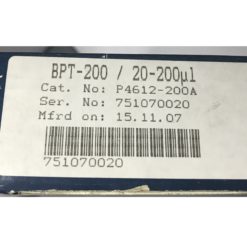 BPT-200 / 20-200µl
Cat. No: P4612-200A
Ser. No: 751070020
Mfrd on: 15.11.07
751070020